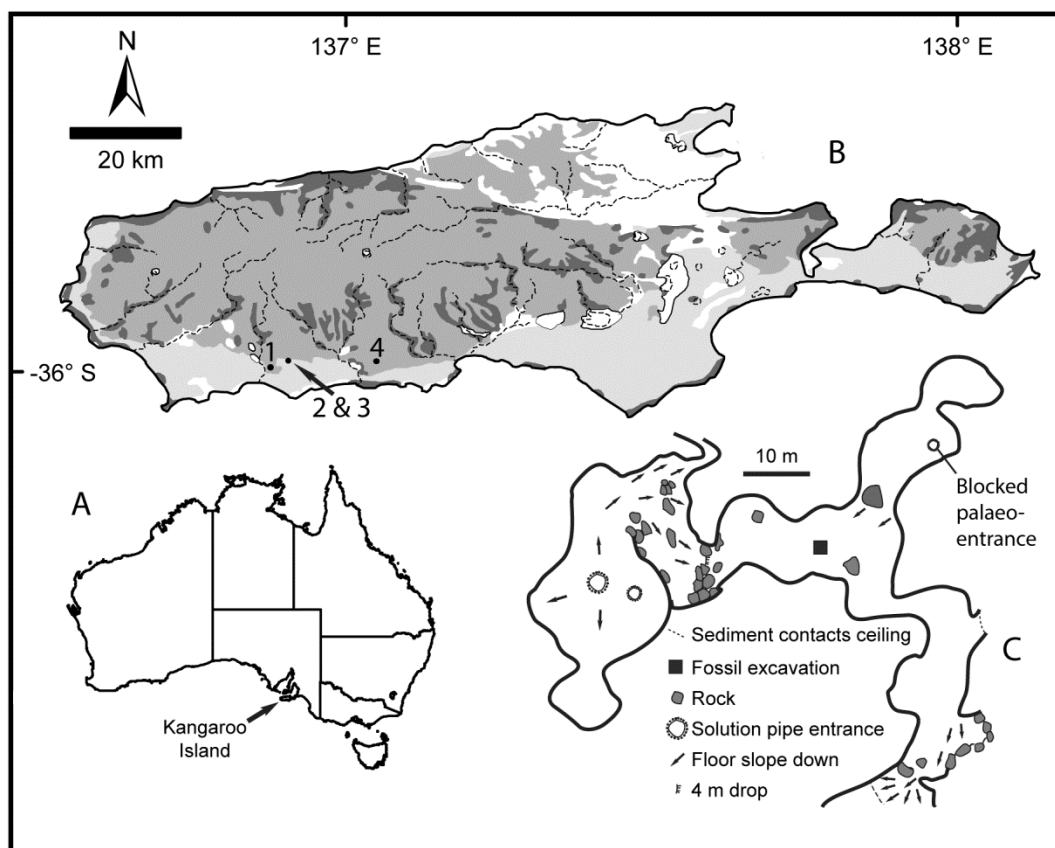 137° E
138° E
N
20 km
B
1
4
-36° S
2 & 3
A
10 m
Blocked
palaeo-
entrance
Sediment contacts ceiling
C
Fossil excavation
Rock
Solution pipe entrance
Floor slope down
4 m drop
Kangaroo
Island